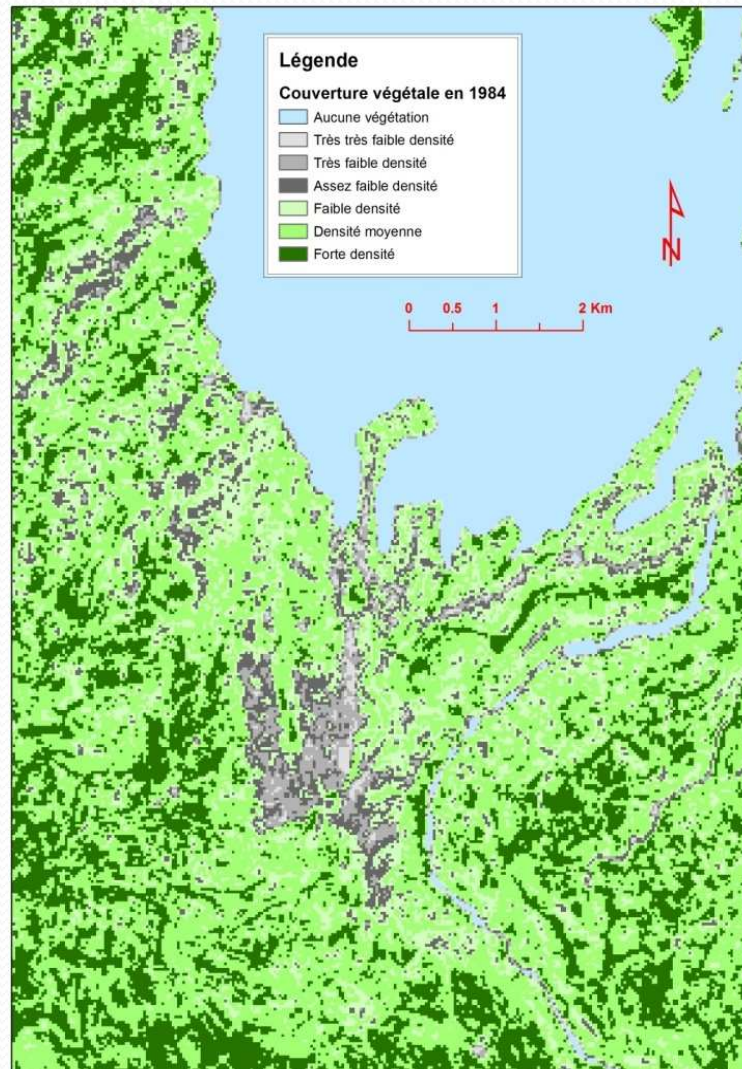 Légende
Couverture végétale en 1984
Aucune végétation
Très très faible densité
Très faible densité
Assez faible densité
Faible densité
Densité moyenne
Forte densité
N
0 0.5 1 2 Km